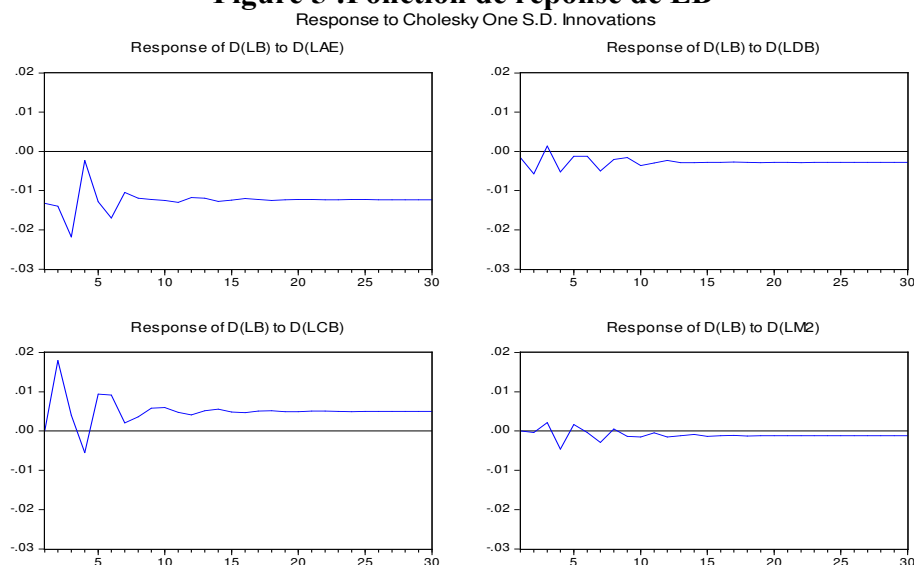 Figure 3 :Fonction de réponse de LB
Response to Cholesky One S.D. Innovations
Response of D(LB) to D(LAE)
.02
.01
.00
-.01
-.02
-.03
5 10 15 20 25 30
Response of D(LB) to D(LDB)
.02
.01
.00
-.01
-.02
-.03
5 10 15 20 25 30
Response of D(LB) to D(LCB)
.02
.01
.00
-.01
-.02
-.03
5 10 15 20 25 30
Response of D(LB) to D(LM2)
.02
.01
.00
-.01
-.02
-.03
5 10 15 20 25 30